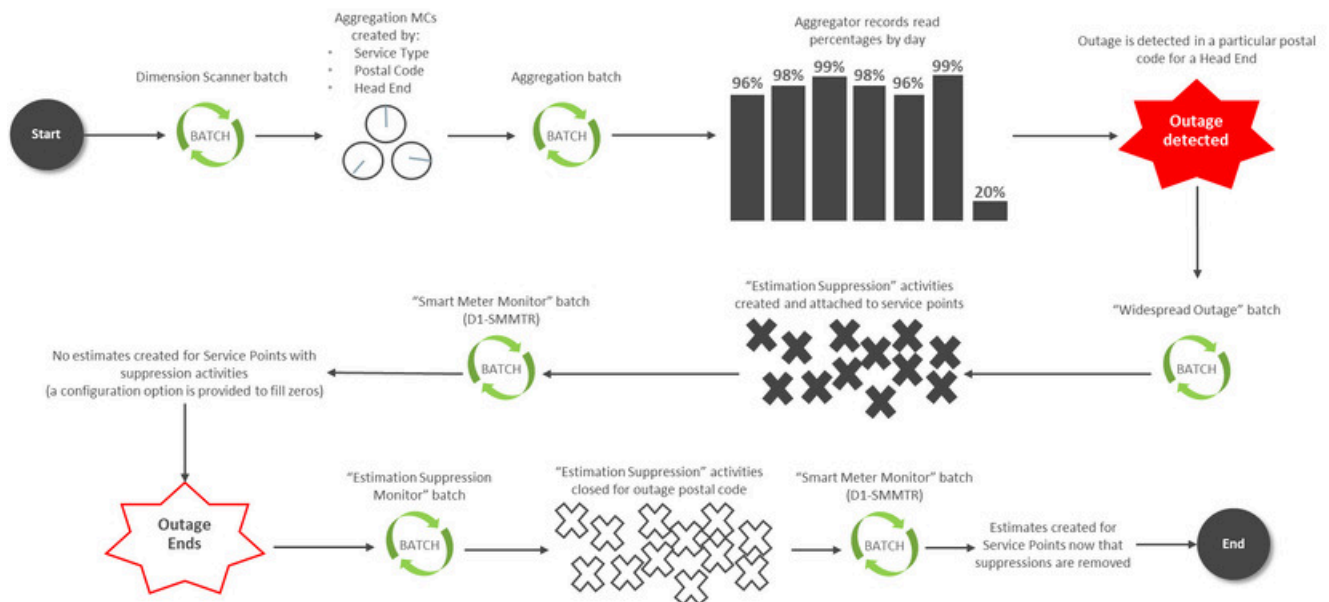 Start
Dimension Scanner batch
BATCH
Aggregation MCs
created by:
• Service Type
• Postal Code
• Head End
Aggregation batch
BATCH
Aggregator records read
percentages by day
96%
98%
99%
98%
96%
99%
20%
Outage is detected in a particular postal
code for a Head End
Outage
detected
"Widespread Outage" batch
BATCH
"Estimation Suppression" activities
created and attached to service points
"Smart Meter Monitor" batch
(D1-SMMTR)
BATCH
No estimates created for Service Points with
suppression activities
(a configuration option is provided to fill zeros)
Outage
Ends
"Estimation Suppression
Monitor" batch
BATCH
"Estimation Suppression" activities
closed for outage postal code
"Smart Meter Monitor" batch
(D1-SMMTR)
BATCH
Estimates created for
Service Points now that
suppressions are removed
End